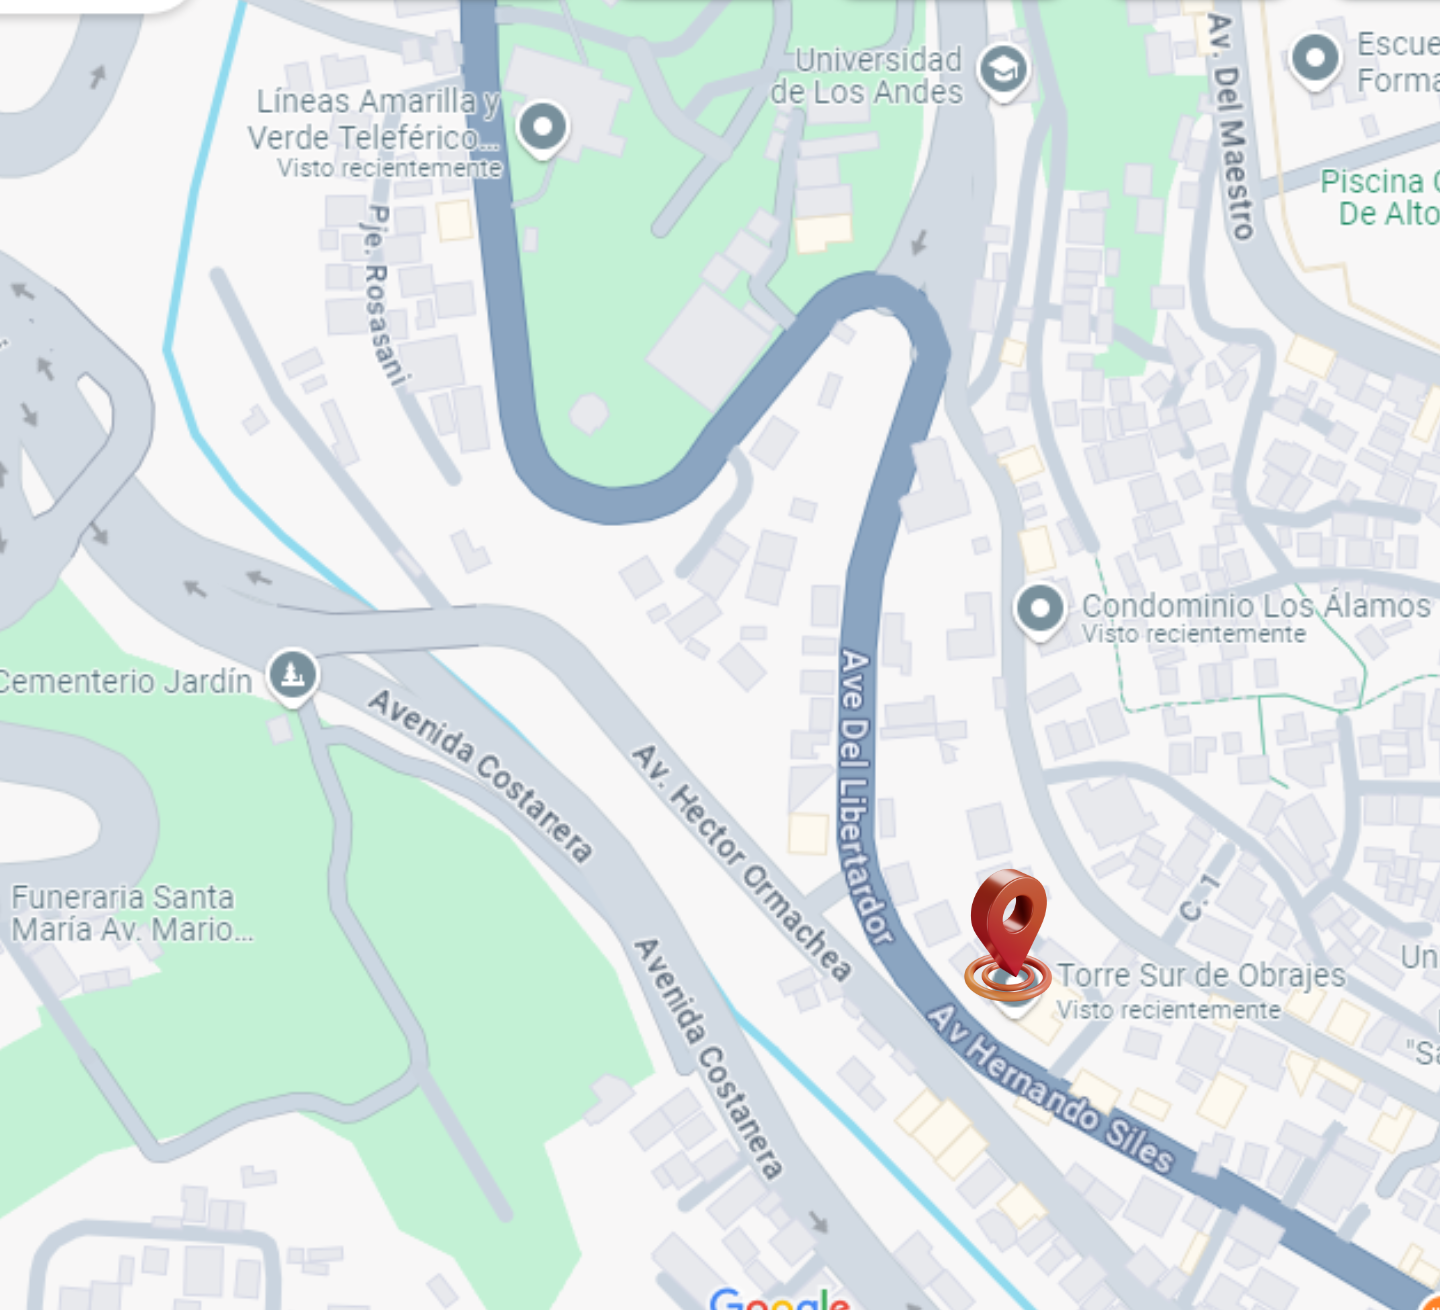 Av. Del Maestro
Universidad
de Los Andes
Escue
Forma
Líneas Amarilla y
Verde Teleférico...
Visto recientemente
Piscina
De Alto
Pje. Rosasani
Condominio Los Álamos
Visto recientemente
Cementerio Jardín
Avenida Costanera
Av. Hector Ormachea
Ave Del Libertardor
Funeraria Santa
María Av. Mario...
C. 1
Avenida Costanera
Un
Torre Sur de Obrajes
Visto recientemente
Av Hernando Siles
"Sa
Google